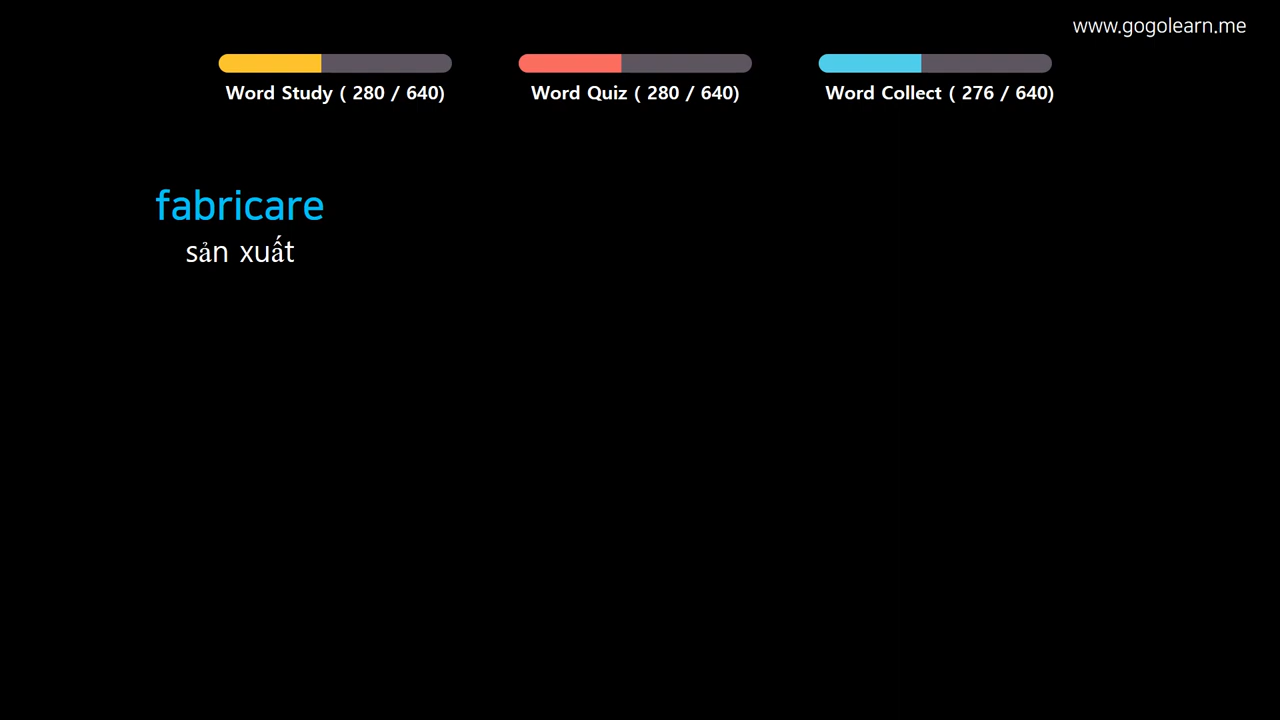 www.gogolearn.me
Word Study ( 280 / 640)
Word Quiz ( 280 / 640)
Word Collect ( 276 / 640)
fabricare
sản xuất